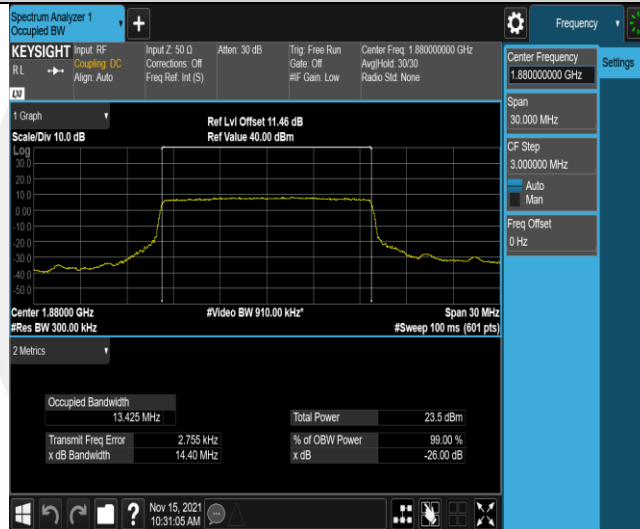 Spectrum Analyzer 1
Occupied BW
Frequency
KEYSIGHT
Input: RF
Coupling: DC
Align: Auto
Input Z: 50 Ω
Corrections: Off
Freq Ref: Int (S)
Atten: 30 dB
Trig: Free Run
Gate: Off
#IF Gain: Low
Center Freq: 1.880000000 GHz
Avg|Hold: 30/30
Radio Std: None
RL
LXI
Center Frequency
1.880000000 GHz
Settings
Span
30.000 MHz
CF Step
3.000000 MHz
Auto
Man
Freq Offset
0 Hz
1 Graph
Scale/Div 10.0 dB
Ref Lvl Offset 11.46 dB
Ref Value 40.00 dBm
Log
30.0
20.0
10.0
0.00
-10.0
-20.0
-30.0
-40.0
-50.0
Center 1.88000 GHz
#Video BW 910.00 kHz*
Span 30 MHz
#Res BW 300.00 kHz
#Sweep 100 ms (601 pts)
2 Metrics
Occupied Bandwidth
13.425 MHz
Total Power 23.5 dBm
Transmit Freq Error 2.755 kHz
% of OBW Power 99.00 %
x dB Bandwidth 14.40 MHz
x dB -26.00 dB
?
Nov 15, 2021
10:31:05 AM